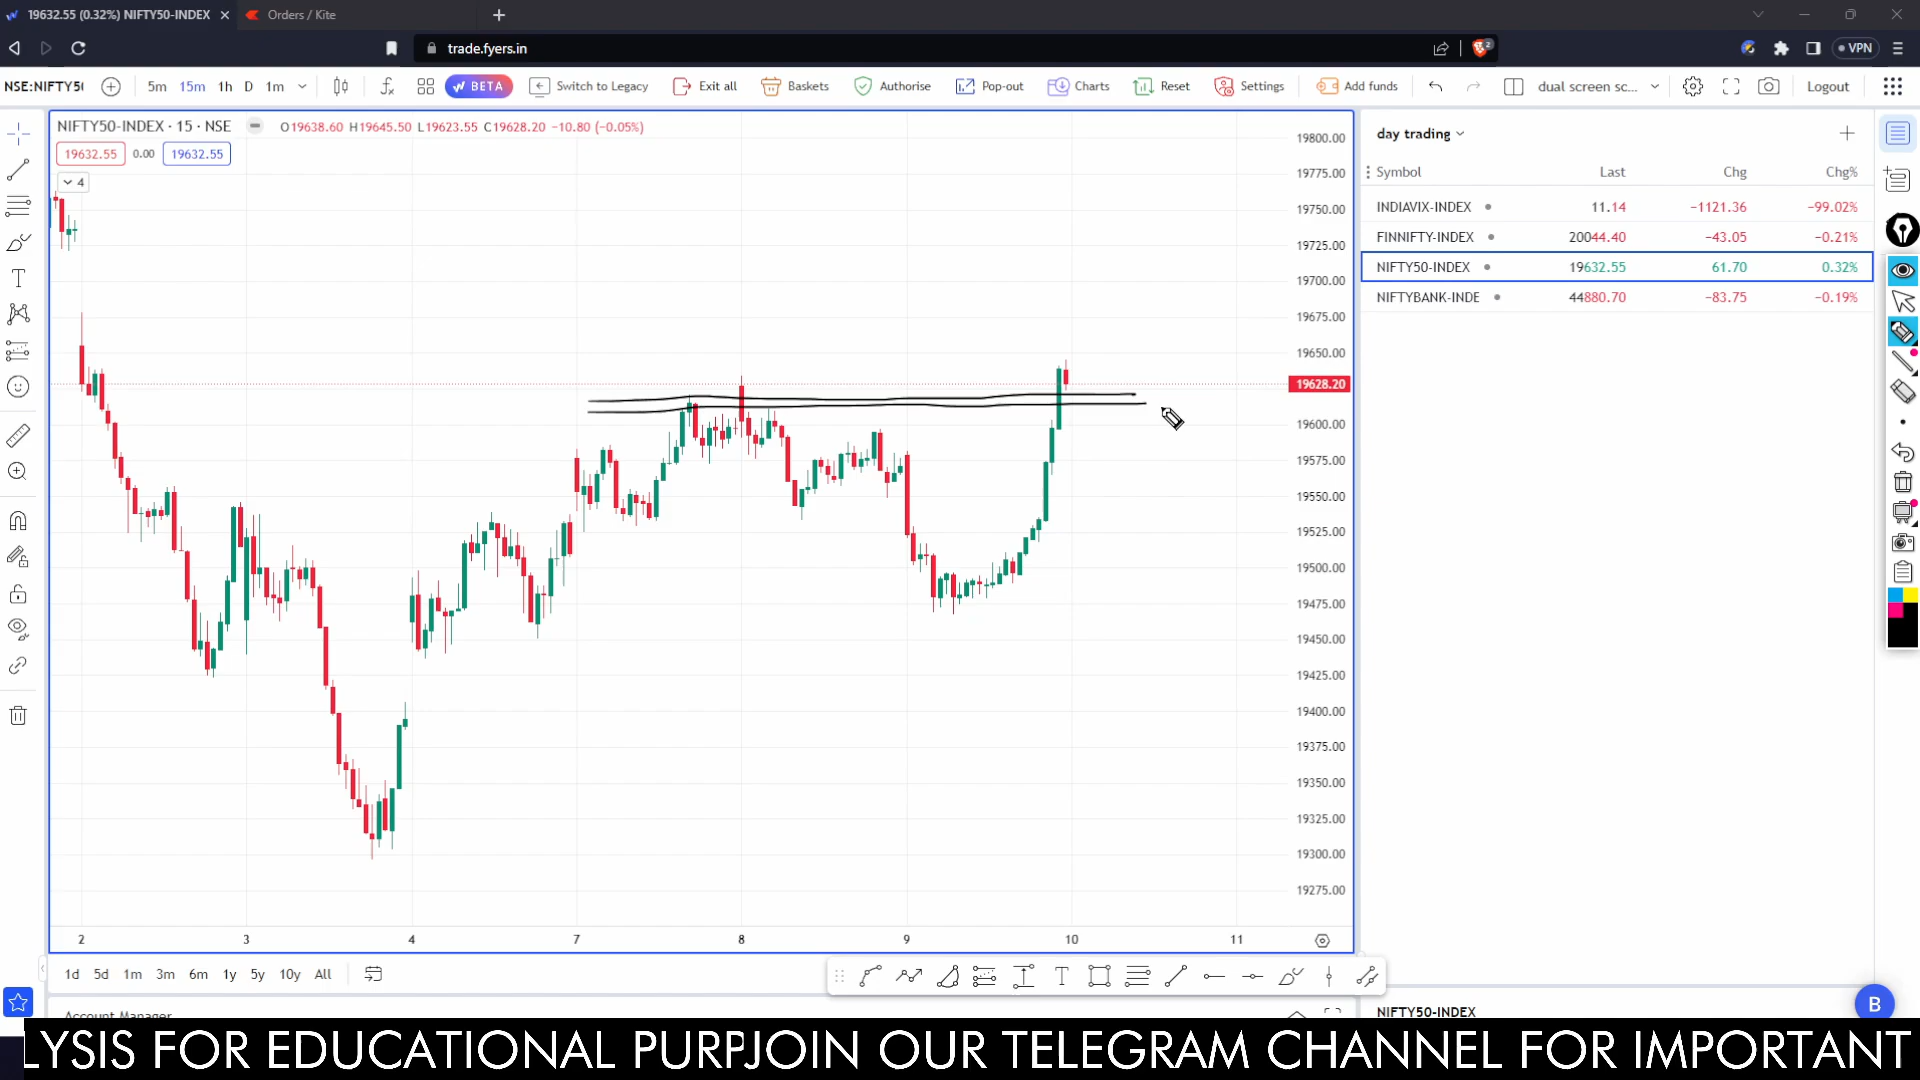 19632.55 (0.32%) NIFTY50-INDEX
Orders / Kite
trade.fyers.in
2
VPN
NSE:NIFTY50
5m 15m 1h D 1m
BETA
Switch to Legacy
Exit all
Baskets
Authorise
Pop-out
Charts
Reset
Settings
Add funds
dual screen sc...
Logout
NIFTY50-INDEX · 15 · NSE
O19638.60 H19645.50 L19623.55 C19628.20 −10.80 (−0.05%)
19632.55 0.00 19632.55
4
19800.00
19775.00
19750.00
19725.00
19700.00
19675.00
19650.00
19628.20
19600.00
19575.00
19550.00
19525.00
19500.00
19475.00
19450.00
19425.00
19400.00
19375.00
19350.00
19325.00
19300.00
19275.00
2 3 4 7 8 9 10 11
day trading
Symbol Last Chg Chg%
INDIAVIX-INDEX 11.14 −1121.36 −99.02%
FINNIFTY-INDEX 20044.40 −43.05 −0.21%
NIFTY50-INDEX 19632.55 61.70 0.32%
NIFTYBANK-INDE 44880.70 −83.75 −0.19%
1d 5d 1m 3m 6m 1y 5y 10y All
Account Manager
NIFTY50-INDEX
B
LYSIS FOR EDUCATIONAL PURPJOIN OUR TELEGRAM CHANNEL FOR IMPORTANT